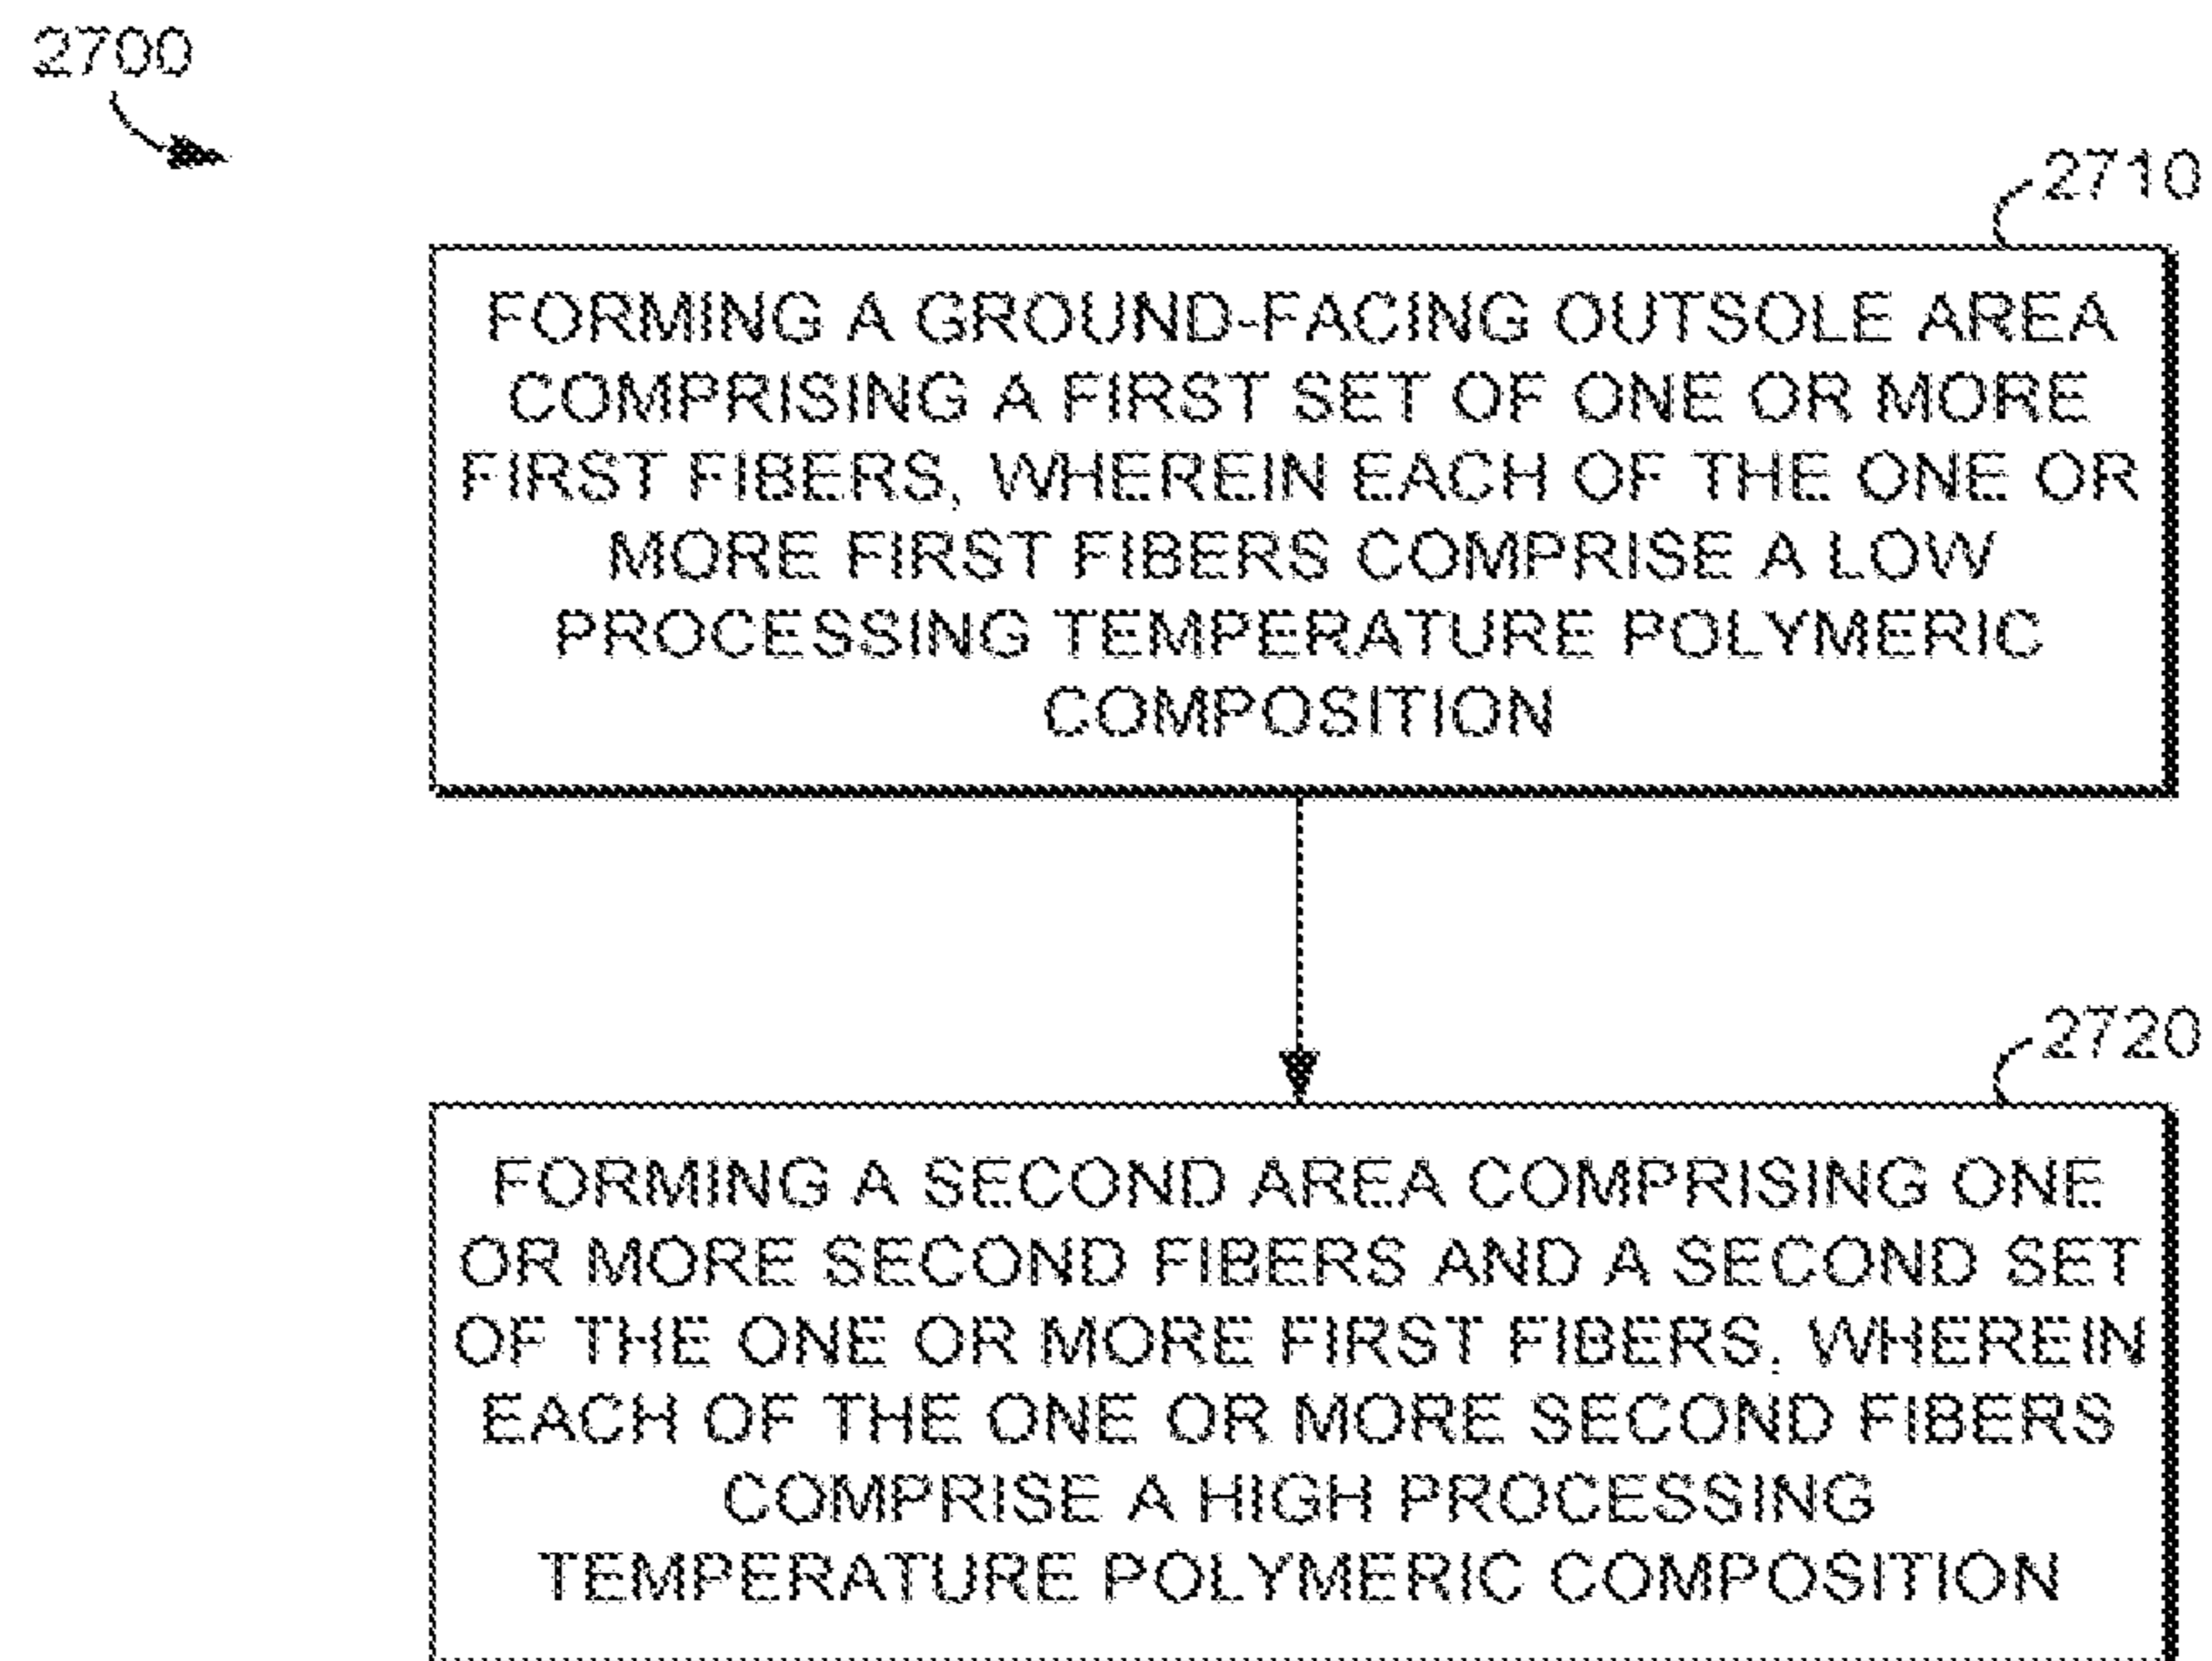 2700
2710
FORMING A GROUND-FACING OUTSOLE AREA
COMPRISING A FIRST SET OF ONE OR MORE
FIRST FIBERS, WHEREIN EACH OF THE ONE OR
MORE FIRST FIBERS COMPRISE A LOW
PROCESSING TEMPERATURE POLYMERIC
COMPOSITION
2720
FORMING A SECOND AREA COMPRISING ONE
OR MORE SECOND FIBERS AND A SECOND SET
OF THE ONE OR MORE FIRST FIBERS, WHEREIN
EACH OF THE ONE OR MORE SECOND FIBERS
COMPRISE A HIGH PROCESSING
TEMPERATURE POLYMERIC COMPOSITION